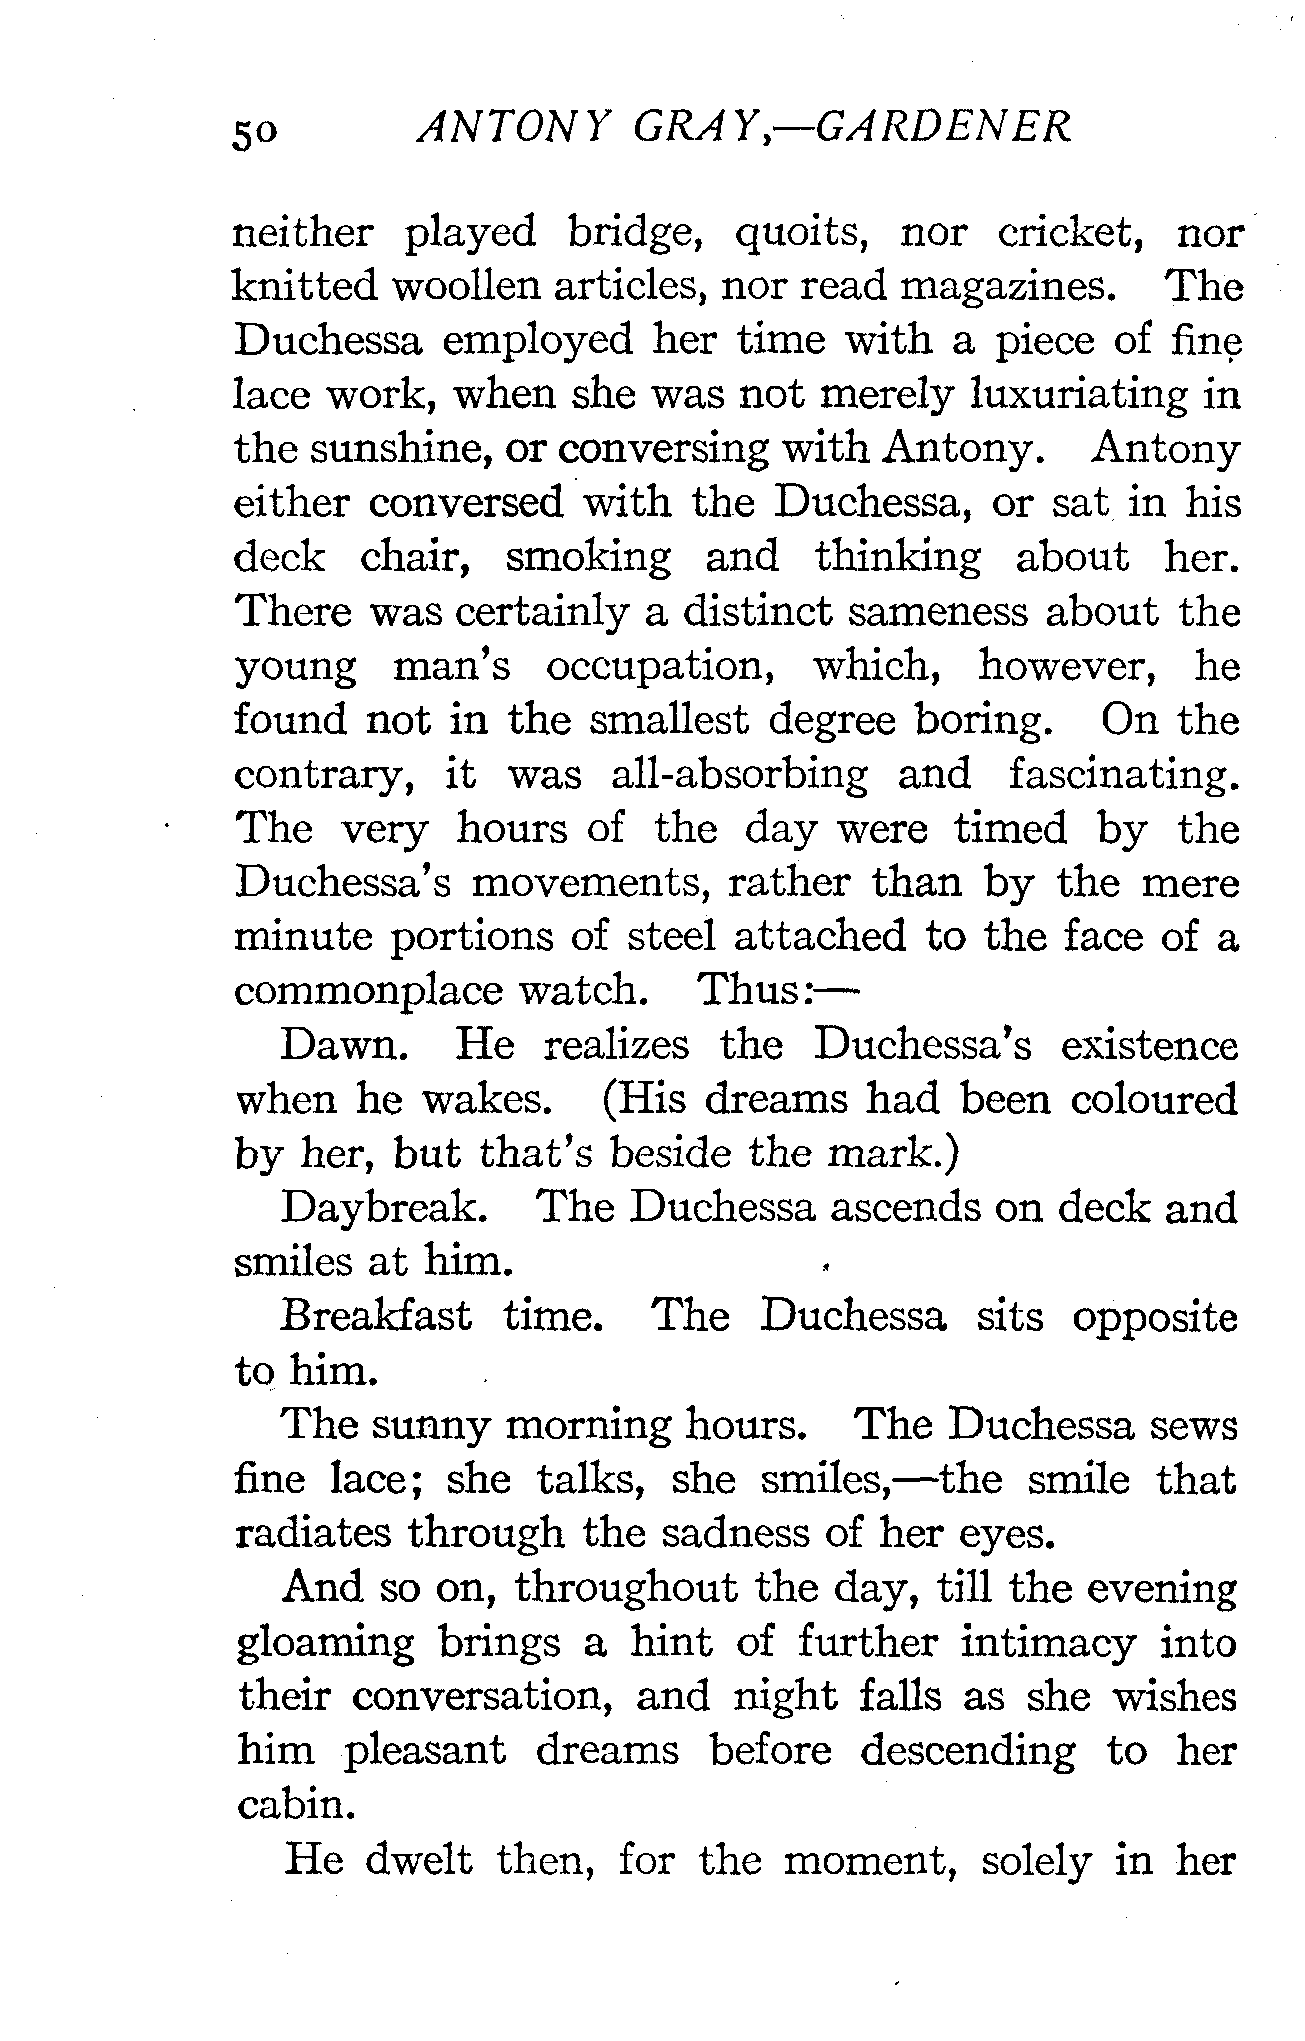 50 ANTONY GRAY,—GARDENER
neither played bridge, quoits, nor cricket, nor
knitted woollen articles, nor read magazines. The
Duchessa employed her time with a piece of fine
lace work, when she was not merely luxuriating in
the sunshine, or conversing with Antony. Antony
either conversed with the Duchessa, or sat in his
deck chair, smoking and thinking about her.
There was certainly a distinct sameness about the
young man's occupation, which, however, he
found not in the smallest degree boring. On the
contrary, it was all-absorbing and fascinating.
The very hours of the day were timed by the
Duchessa's movements, rather than by the mere
minute portions of steel attached to the face of a
commonplace watch. Thus:—
Dawn. He realizes the Duchessa's existence
when he wakes. (His dreams had been coloured
by her, but that's beside the mark.)
Daybreak. The Duchessa ascends on deck and
smiles at him.
Breakfast time. The Duchessa sits opposite
to him.
The sunny morning hours. The Duchessa sews
fine lace; she talks, she smiles,—the smile that
radiates through the sadness of her eyes.
And so on, throughout the day, till the evening
gloaming brings a hint of further intimacy into
their conversation, and night falls as she wishes
him pleasant dreams before descending to her
cabin.
He dwelt then, for the moment, solely in her